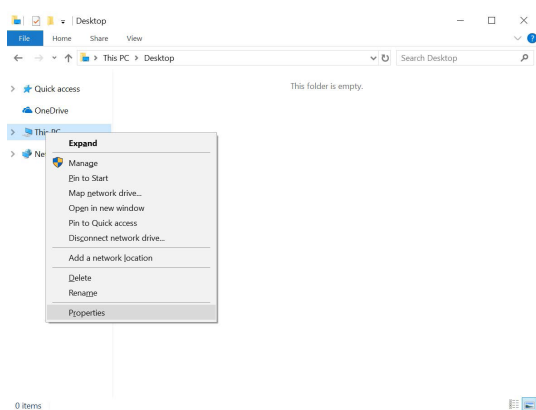 Desktop
File Home Share View
This PC > Desktop
Search Desktop
This folder is empty.
Quick access
OneDrive
This PC
Expand
Manage
Pin to Start
Map network drive...
Open in new window
Pin to Quick access
Disconnect network drive...
Add a network location
Delete
Rename
Properties
0 items